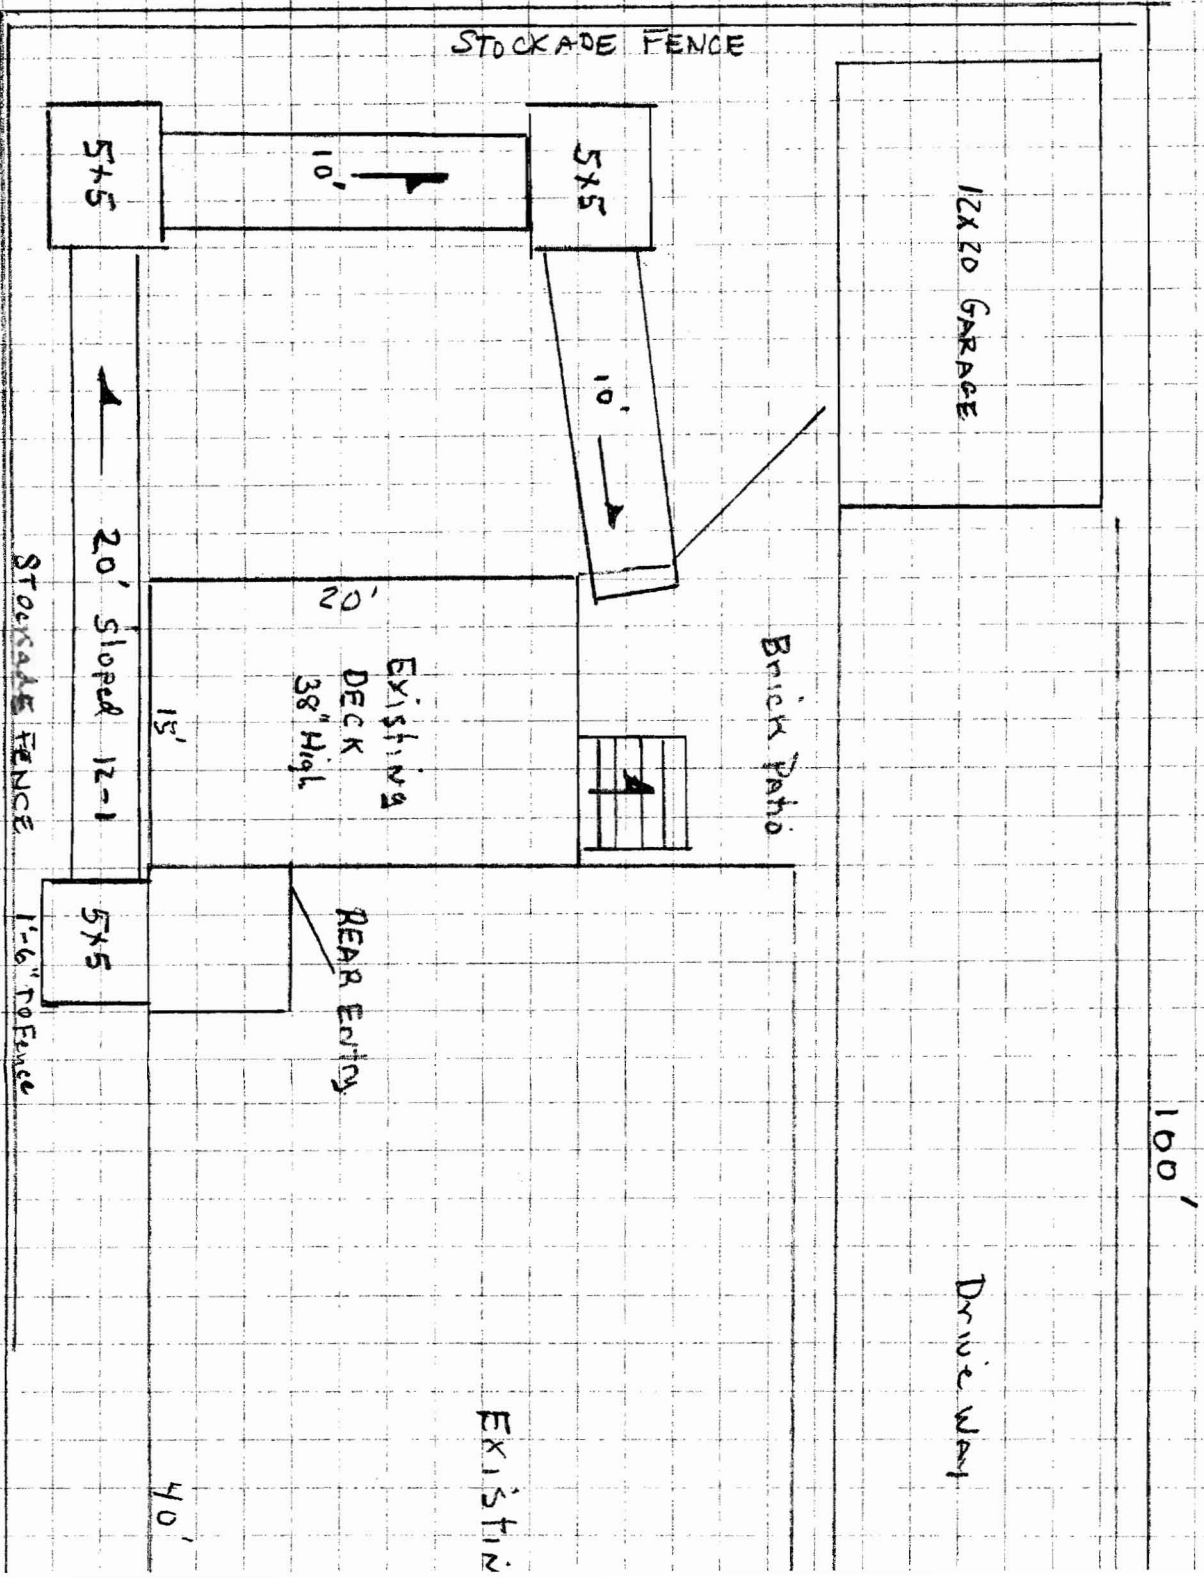 STOCKADE FENCE
5x5
10'
5x5
12x20 GARAGE
10'
20' Sloped 12-1
STOCKADE FENCE
1'-6" TO Fence
20'
15'
Existing
DECK
38" High
Brick Patio
5x5
REAR Entry
100'
Drive Way
Existin
40'